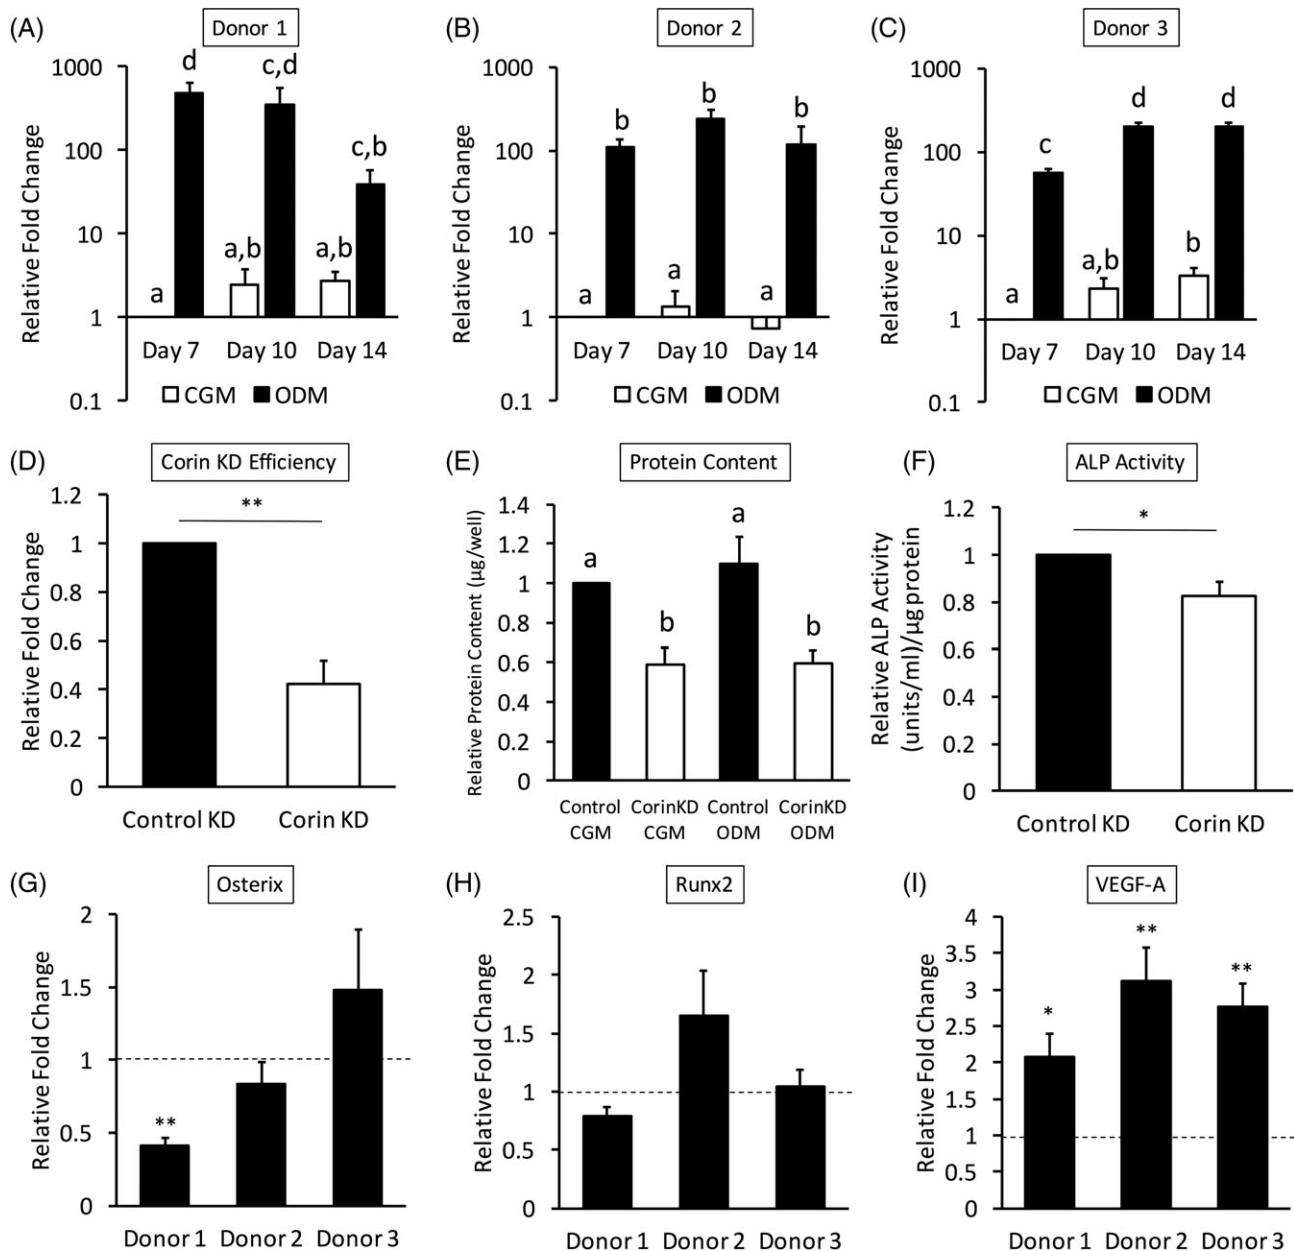 (A) Donor 1
Relative Fold Change
1000
100
10
1
0.1
d
c,d
c,b
a
a,b
a,b
Day 7 Day 10 Day 14
CGM ODM
(B) Donor 2
Relative Fold Change
1000
100
10
1
0.1
b
b
b
a
a
a
Day 7 Day 10 Day 14
CGM ODM
(C) Donor 3
Relative Fold Change
1000
100
10
1
0.1
c
d
d
a
a,b
b
Day 7 Day 10 Day 14
CGM ODM
(D) Corin KD Efficiency
Relative Fold Change
1.2
1
0.8
0.6
0.4
0.2
0
**
Control KD Corin KD
(E) Protein Content
Relative Protein Content (µg/well)
1.4
1.2
1
0.8
0.6
0.4
0.2
0
a
b
a
b
Control CorinKD Control CorinKD
CGM CGM ODM ODM
(F) ALP Activity
Relative ALP Activity
(units/ml)/µg protein
1.2
1
0.8
0.6
0.4
0.2
0
*
Control KD Corin KD
(G) Osterix
Relative Fold Change
2
1.5
1
0.5
0
**
Donor 1 Donor 2 Donor 3
(H) Runx2
Relative Fold Change
2.5
2
1.5
1
0.5
0
Donor 1 Donor 2 Donor 3
(I) VEGF-A
Relative Fold Change
4
3.5
3
2.5
2
1.5
1
0.5
0
*
**
**
Donor 1 Donor 2 Donor 3